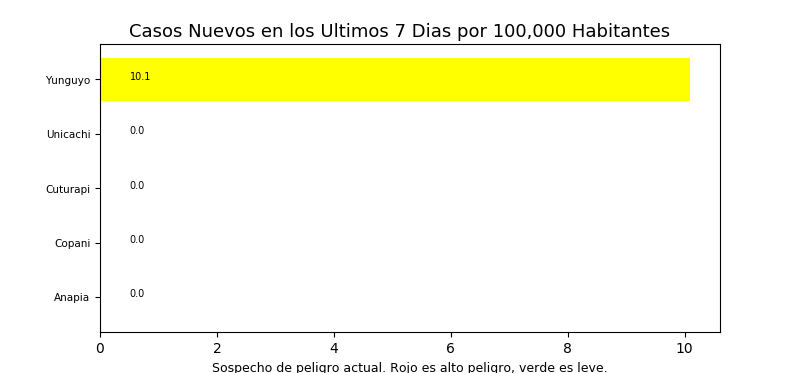 Casos Nuevos en los Ultimos 7 Dias por 100,000 Habitantes
Yunguyo 10.1
Unicachi 0.0
Cuturapi 0.0
Copani 0.0
Anapia 0.0
0 2 4 6 8 10
Sospecho de peligro actual. Rojo es alto peligro, verde es leve.